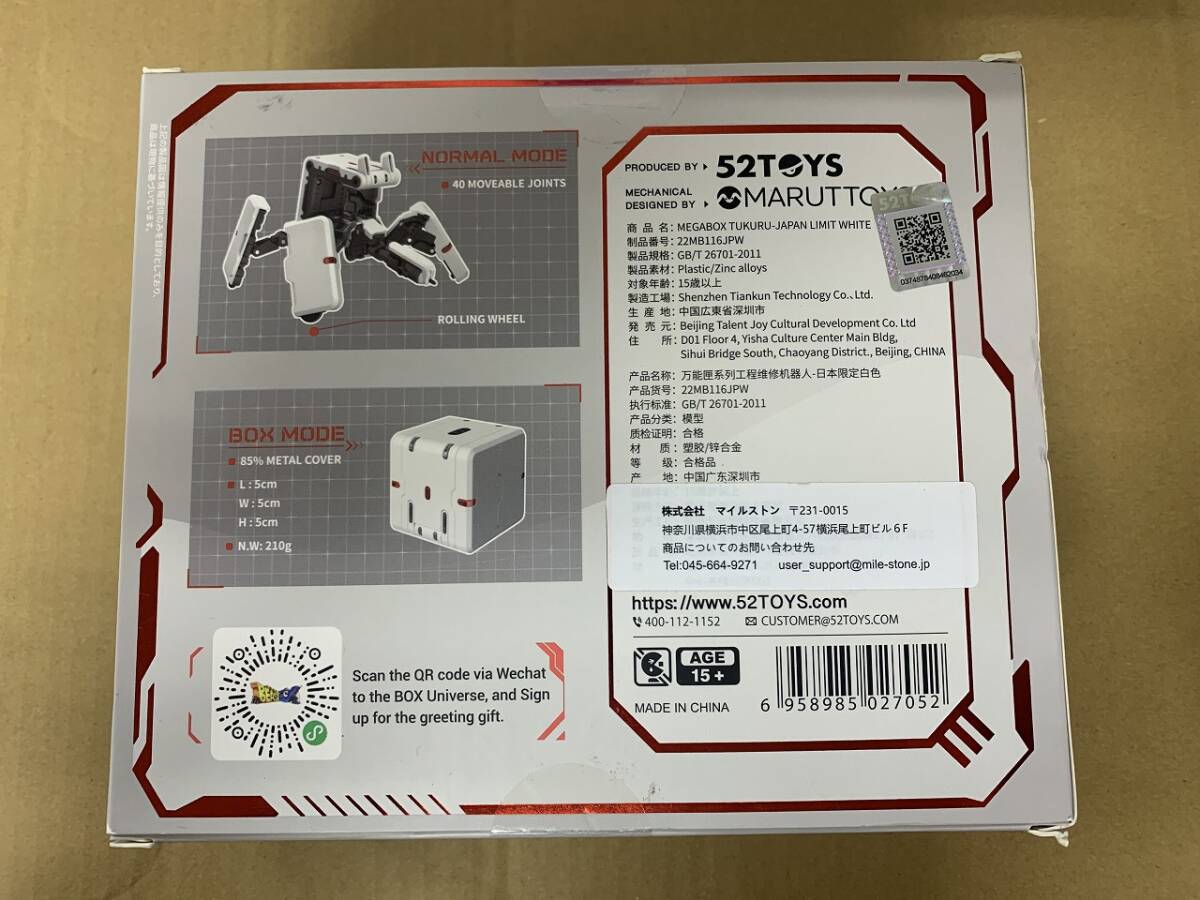 NORMAL MODE
40 MOVEABLE JOINTS
ROLLING WHEEL
BOX MODE
85% METAL COVER
L : 5cm
W : 5cm
H : 5cm
N.W: 210g
Scan the QR code via Wechat
to the BOX Universe, and Sign
up for the greeting gift.
PRODUCED BY 52TOYS
MECHANICAL
DESIGNED BY MARUTTOYS
52TOYS
0374878408462034
商 品 名: MEGABOX TUKURU-JAPAN LIMIT WHITE
制品番号: 22MB116JPW
製品規格: GB/T 26701-2011
製品素材: Plastic/Zinc alloys
対象年齢: 15歳以上
製造工場: Shenzhen Tiankun Technology Co.、Ltd.
生 産 地: 中国広東省深圳市
発 売 元: Beijing Talent Joy Cultural Development Co. Ltd
住 所: D01 Floor 4, Yisha Culture Center Main Bldg,
Sihui Bridge South, Chaoyang District., Beijing, CHINA
产品名称: 万能匣系列工程维修机器人-日本限定白色
产品货号: 22MB116JPW
执行标准: GB/T 26701-2011
产品分类: 模型
质检证明: 合格
材 质: 塑胶/锌合金
等 级: 合格品
产 地: 中国广东深圳市
株式会社 マイルストン 〒231-0015
神奈川県横浜市中区尾上町4-57横浜尾上町ビル6F
商品についてのお問い合わせ先
Tel:045-664-9271 user_support@mile-stone.jp
https://www.52TOYS.com
400-112-1152 CUSTOMER@52TOYS.COM
AGE
15+
MADE IN CHINA
6 958985 027052